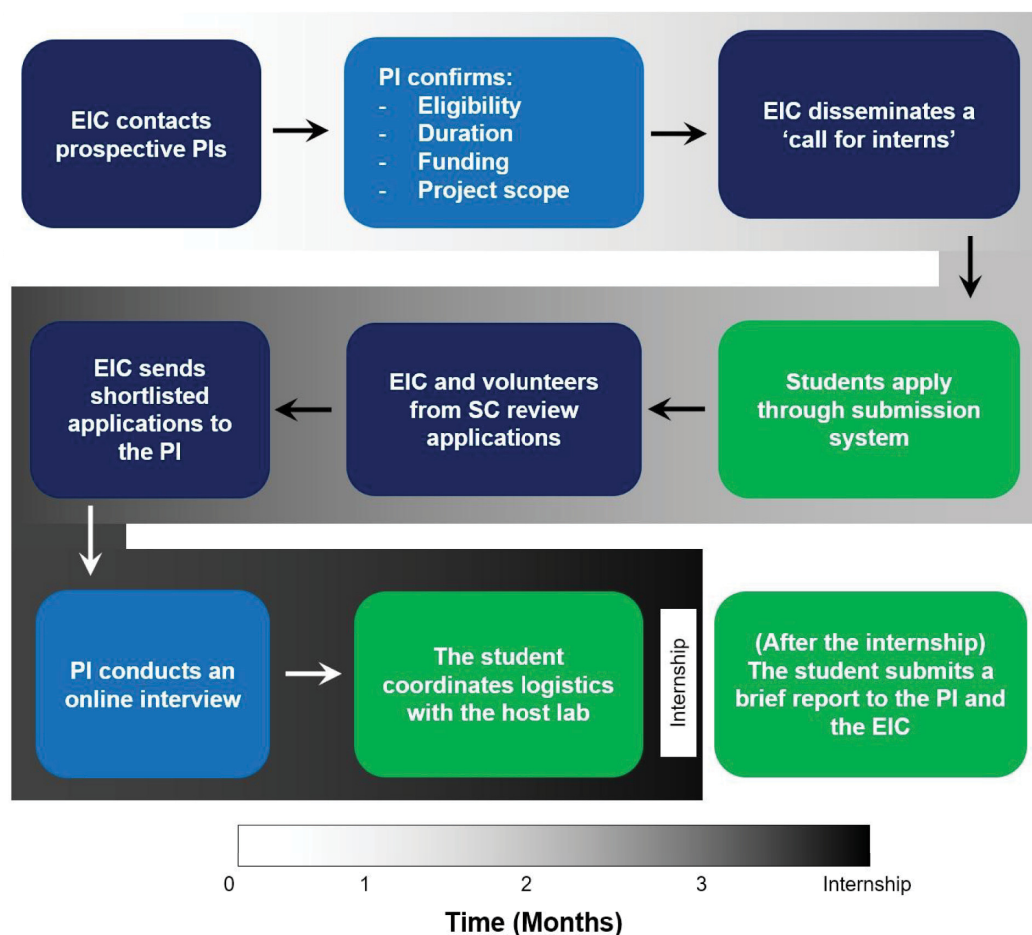 EIC contacts
prospective PIs
PI confirms:
- Eligibility
- Duration
- Funding
- Project scope
EIC disseminates a
‘call for interns’
Students apply
through submission
system
EIC and volunteers
from SC review
applications
EIC sends
shortlisted
applications to
the PI
PI conducts an
online interview
The student
coordinates logistics
with the host lab
Internship
(After the internship)
The student submits a
brief report to the PI and
the EIC
0 1 2 3 Internship
Time (Months)